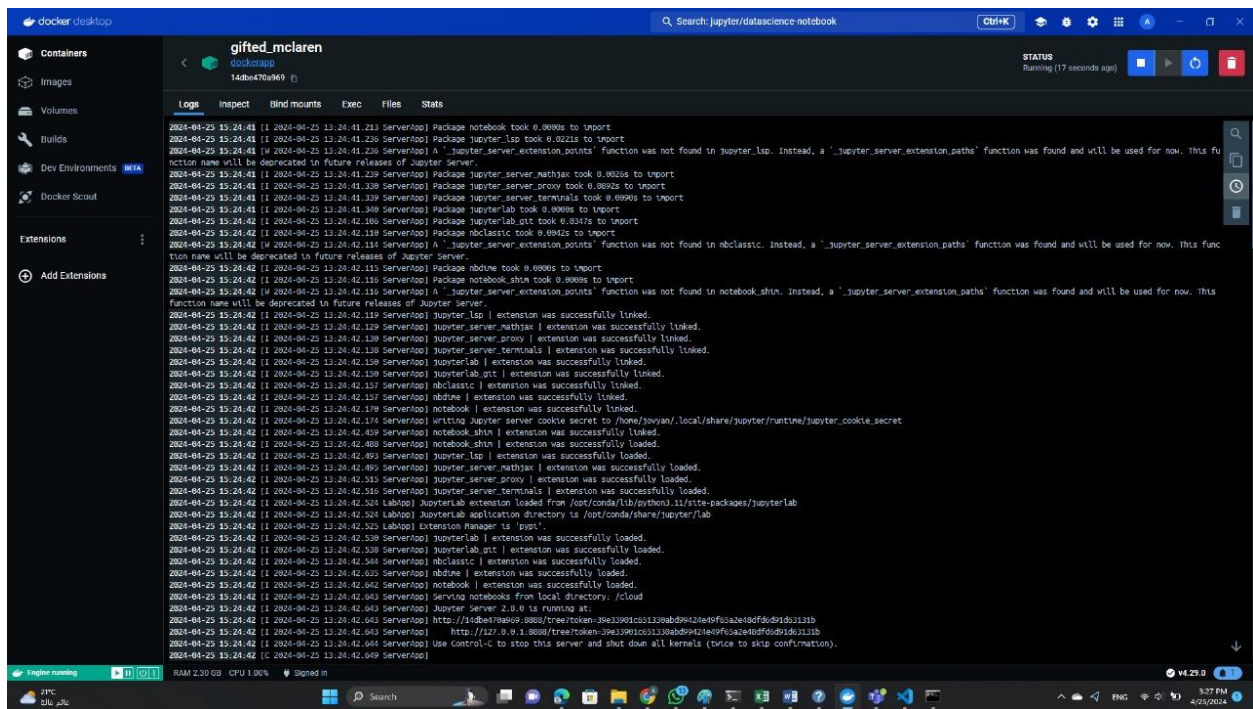 docker desktop
Search: jupyter/datascience-notebook
Ctrl+K
A
Containers
Images
Volumes
Builds
Dev Environments BETA
Docker Scout
Extensions
Add Extensions
gifted_mclaren
dockerapp
14dbe470a969
STATUS
Running (17 seconds ago)
Logs Inspect Bind mounts Exec Files Stats
2024-04-25 15:24:41 [I 2024-04-25 13:24:41.213 ServerApp] Package notebook took 0.0000s to import
2024-04-25 15:24:41 [I 2024-04-25 13:24:41.236 ServerApp] Package jupyter_lsp took 0.0221s to import
2024-04-25 15:24:41 [W 2024-04-25 13:24:41.236 ServerApp] A `_jupyter_server_extension_points` function was not found in jupyter_lsp. Instead, a `_jupyter_server_extension_paths` function was found and will be used for now. This fu
nction name will be deprecated in future releases of Jupyter Server.
2024-04-25 15:24:41 [I 2024-04-25 13:24:41.239 ServerApp] Package jupyter_server_mathjax took 0.0026s to import
2024-04-25 15:24:41 [I 2024-04-25 13:24:41.330 ServerApp] Package jupyter_server_proxy took 0.0892s to import
2024-04-25 15:24:41 [I 2024-04-25 13:24:41.339 ServerApp] Package jupyter_server_terminals took 0.0090s to import
2024-04-25 15:24:41 [I 2024-04-25 13:24:41.340 ServerApp] Package jupyterlab took 0.0000s to import
2024-04-25 15:24:42 [I 2024-04-25 13:24:42.106 ServerApp] Package jupyterlab_git took 0.0347s to import
2024-04-25 15:24:42 [I 2024-04-25 13:24:42.110 ServerApp] Package nbclassic took 0.0042s to import
2024-04-25 15:24:42 [W 2024-04-25 13:24:42.114 ServerApp] A `_jupyter_server_extension_points` function was not found in nbclassic. Instead, a `_jupyter_server_extension_paths` function was found and will be used for now. This func
tion name will be deprecated in future releases of Jupyter Server.
2024-04-25 15:24:42 [I 2024-04-25 13:24:42.115 ServerApp] Package nbdime took 0.0000s to import
2024-04-25 15:24:42 [I 2024-04-25 13:24:42.116 ServerApp] Package notebook_shim took 0.0000s to import
2024-04-25 15:24:42 [W 2024-04-25 13:24:42.116 ServerApp] A `_jupyter_server_extension_points` function was not found in notebook_shim. Instead, a `_jupyter_server_extension_paths` function was found and will be used for now. This
function name will be deprecated in future releases of Jupyter Server.
2024-04-25 15:24:42 [I 2024-04-25 13:24:42.119 ServerApp] jupyter_lsp | extension was successfully linked.
2024-04-25 15:24:42 [I 2024-04-25 13:24:42.129 ServerApp] jupyter_server_mathjax | extension was successfully linked.
2024-04-25 15:24:42 [I 2024-04-25 13:24:42.130 ServerApp] jupyter_server_proxy | extension was successfully linked.
2024-04-25 15:24:42 [I 2024-04-25 13:24:42.138 ServerApp] jupyter_server_terminals | extension was successfully linked.
2024-04-25 15:24:42 [I 2024-04-25 13:24:42.150 ServerApp] jupyterlab | extension was successfully linked.
2024-04-25 15:24:42 [I 2024-04-25 13:24:42.150 ServerApp] jupyterlab_git | extension was successfully linked.
2024-04-25 15:24:42 [I 2024-04-25 13:24:42.157 ServerApp] nbclassic | extension was successfully linked.
2024-04-25 15:24:42 [I 2024-04-25 13:24:42.157 ServerApp] nbdime | extension was successfully linked.
2024-04-25 15:24:42 [I 2024-04-25 13:24:42.170 ServerApp] notebook | extension was successfully linked.
2024-04-25 15:24:42 [I 2024-04-25 13:24:42.174 ServerApp] Writing Jupyter server cookie secret to /home/jovyan/.local/share/jupyter/runtime/jupyter_cookie_secret
2024-04-25 15:24:42 [I 2024-04-25 13:24:42.459 ServerApp] notebook_shim | extension was successfully linked.
2024-04-25 15:24:42 [I 2024-04-25 13:24:42.488 ServerApp] notebook_shim | extension was successfully loaded.
2024-04-25 15:24:42 [I 2024-04-25 13:24:42.493 ServerApp] jupyter_lsp | extension was successfully loaded.
2024-04-25 15:24:42 [I 2024-04-25 13:24:42.495 ServerApp] jupyter_server_mathjax | extension was successfully loaded.
2024-04-25 15:24:42 [I 2024-04-25 13:24:42.515 ServerApp] jupyter_server_proxy | extension was successfully loaded.
2024-04-25 15:24:42 [I 2024-04-25 13:24:42.516 ServerApp] jupyter_server_terminals | extension was successfully loaded.
2024-04-25 15:24:42 [I 2024-04-25 13:24:42.524 LabApp] JupyterLab extension loaded from /opt/conda/lib/python3.11/site-packages/jupyterlab
2024-04-25 15:24:42 [I 2024-04-25 13:24:42.524 LabApp] JupyterLab application directory is /opt/conda/share/jupyter/lab
2024-04-25 15:24:42 [I 2024-04-25 13:24:42.525 LabApp] Extension Manager is 'pypi'.
2024-04-25 15:24:42 [I 2024-04-25 13:24:42.530 ServerApp] jupyterlab | extension was successfully loaded.
2024-04-25 15:24:42 [I 2024-04-25 13:24:42.538 ServerApp] jupyterlab_git | extension was successfully loaded.
2024-04-25 15:24:42 [I 2024-04-25 13:24:42.544 ServerApp] nbclassic | extension was successfully loaded.
2024-04-25 15:24:42 [I 2024-04-25 13:24:42.635 ServerApp] nbdime | extension was successfully loaded.
2024-04-25 15:24:42 [I 2024-04-25 13:24:42.642 ServerApp] notebook | extension was successfully loaded.
2024-04-25 15:24:42 [I 2024-04-25 13:24:42.643 ServerApp] Serving notebooks from local directory: /cloud
2024-04-25 15:24:42 [I 2024-04-25 13:24:42.643 ServerApp] Jupyter Server 2.8.0 is running at:
2024-04-25 15:24:42 [I 2024-04-25 13:24:42.643 ServerApp] http://14dbe470a969:8888/tree?token=39e33901c651330abd99424e49f65a2e48dfd6d91d63131b
2024-04-25 15:24:42 [I 2024-04-25 13:24:42.643 ServerApp] http://127.0.0.1:8888/tree?token=39e33901c651330abd99424e49f65a2e48dfd6d91d63131b
2024-04-25 15:24:42 [I 2024-04-25 13:24:42.644 ServerApp] Use Control-C to stop this server and shut down all kernels (twice to skip confirmation).
2024-04-25 15:24:42 [C 2024-04-25 13:24:42.649 ServerApp]
Engine running
RAM 2.30 GB CPU 1.00% Signed in
v4.29.0
21°C
Search
ENG
3:27 PM
4/25/2024